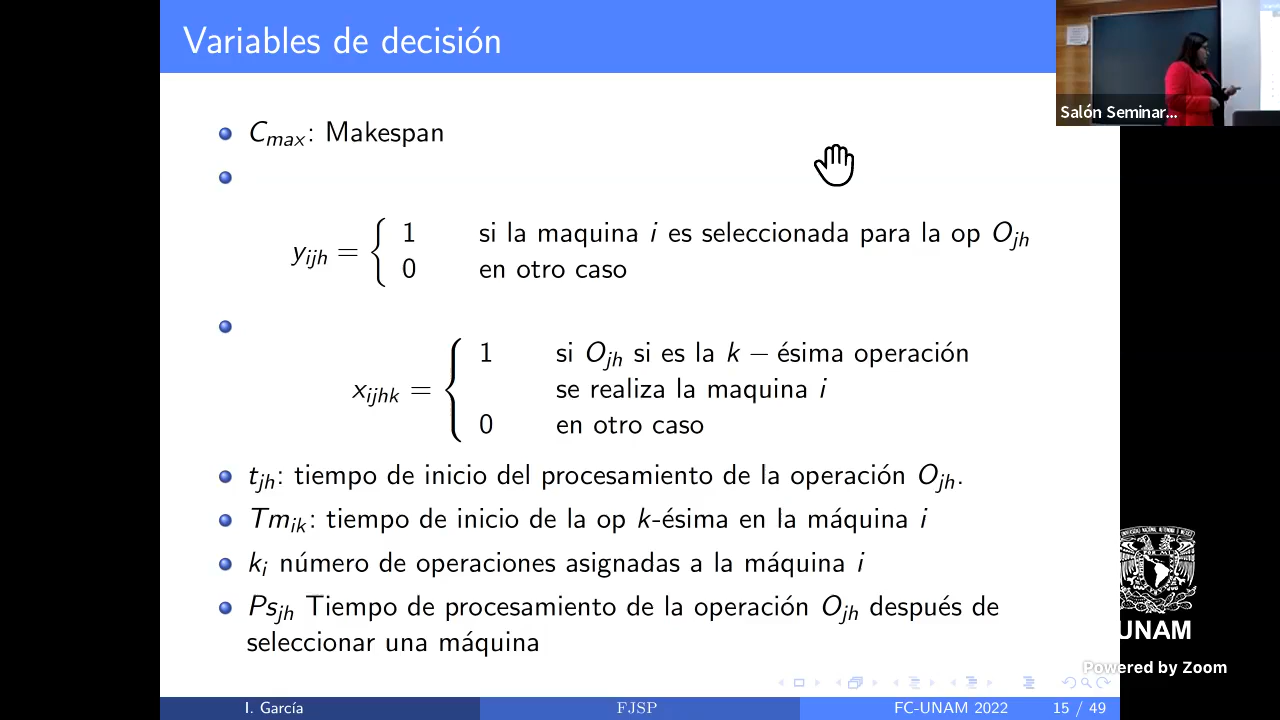 Variables de decisión
Salón Seminar...
C_max: Makespan
y_ijh = { 1 si la maquina i es seleccionada para la op O_jh
0 en otro caso
x_ijhk = { 1 si O_jh si es la k − ésima operación
se realiza la maquina i
0 en otro caso
t_jh: tiempo de inicio del procesamiento de la operación O_jh.
Tm_ik: tiempo de inicio de la op k-ésima en la máquina i
k_i número de operaciones asignadas a la máquina i
Ps_jh Tiempo de procesamiento de la operación O_jh después de
seleccionar una máquina
UNAM
Powered by Zoom
I. García FJSP FC-UNAM 2022 15 / 49